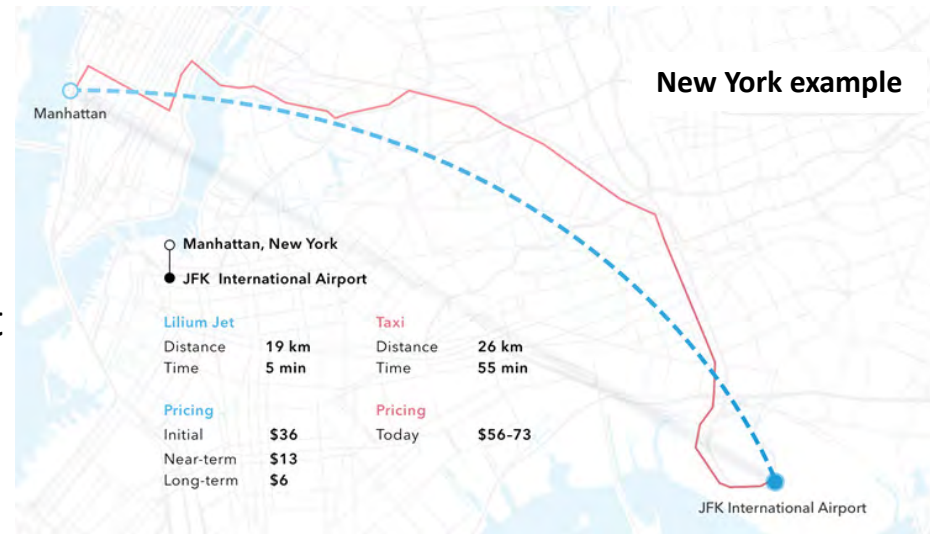 New York example
Manhattan
Manhattan, New York
JFK International Airport
Lilium Jet
Distance 19 km
Time 5 min
Taxi
Distance 26 km
Time 55 min
Pricing
Initial $36
Near-term $13
Long-term $6
Pricing
Today $56-73
JFK International Airport